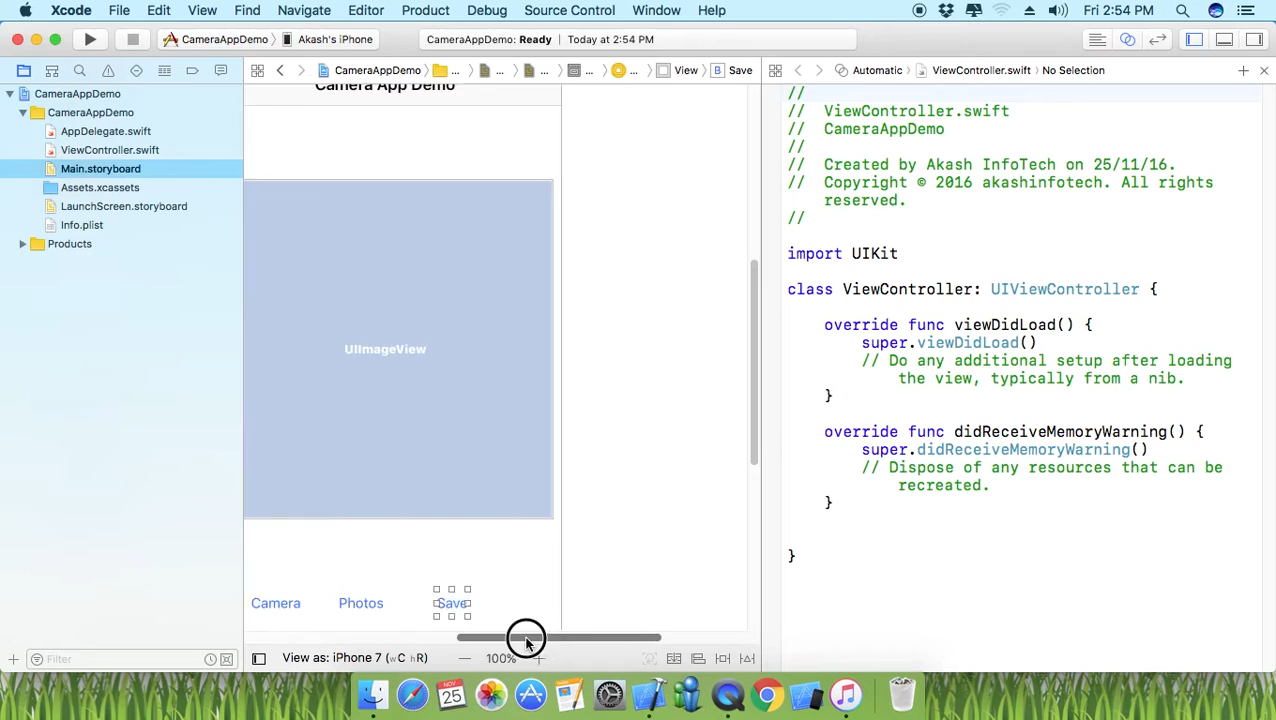 Xcode File Edit View Find Navigate Editor Product Debug Source Control Window Help Fri 2:54 PM
CameraAppDemo Akash's iPhone CameraAppDemo: Ready Today at 2:54 PM
CameraAppDemo ... ... ... ... ... View B Save Automatic ViewController.swift No Selection
CameraAppDemo
CameraAppDemo
AppDelegate.swift
ViewController.swift
Main.storyboard
Assets.xcassets
LaunchScreen.storyboard
Info.plist
Products
Filter
Camera App Demo
UIImageView
Camera Photos Save
View as: iPhone 7 (wC hR) 100%
//
// ViewController.swift
// CameraAppDemo
//
// Created by Akash InfoTech on 25/11/16.
// Copyright © 2016 akashinfotech. All rights
reserved.
//
import UIKit
class ViewController: UIViewController {
override func viewDidLoad() {
super.viewDidLoad()
// Do any additional setup after loading
the view, typically from a nib.
}
override func didReceiveMemoryWarning() {
super.didReceiveMemoryWarning()
// Dispose of any resources that can be
recreated.
}
}
NOV
25